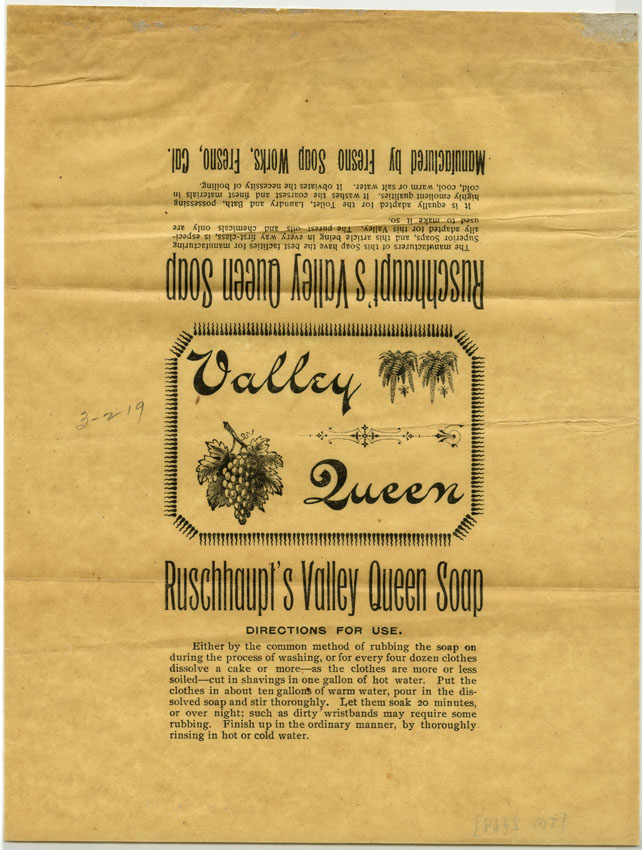 Manufactured by Fresno Soap Works, Fresno, Cal.
It is equally adapted for the Toilet, Laundry and Bath, possessing
highly emolient qualities. It washes the coarsest and finest materials in
cold, cool, warm or salt water. It obviates the necessity of boiling.
The manufacturers of this Soap have the best facilities for manufacturing
Superior Soaps, and this article being in every way first-class, is especi-
ally adapted for this Valley. The purest oils and chemicals only are
used to make it so.
Ruschhaupt's Valley Queen Soap
Valley
Queen
3-2-19
Ruschhaupt's Valley Queen Soap
DIRECTIONS FOR USE.
Either by the common method of rubbing the soap on
during the process of washing, or for every four dozen clothes
dissolve a cake or more—as the clothes are more or less
soiled—cut in shavings in one gallon of hot water. Put the
clothes in about ten gallons of warm water, pour in the dis-
solved soap and stir thoroughly. Let them soak 20 minutes,
or over night; such as dirty wristbands may require some
rubbing. Finish up in the ordinary manner, by thoroughly
rinsing in hot or cold water.